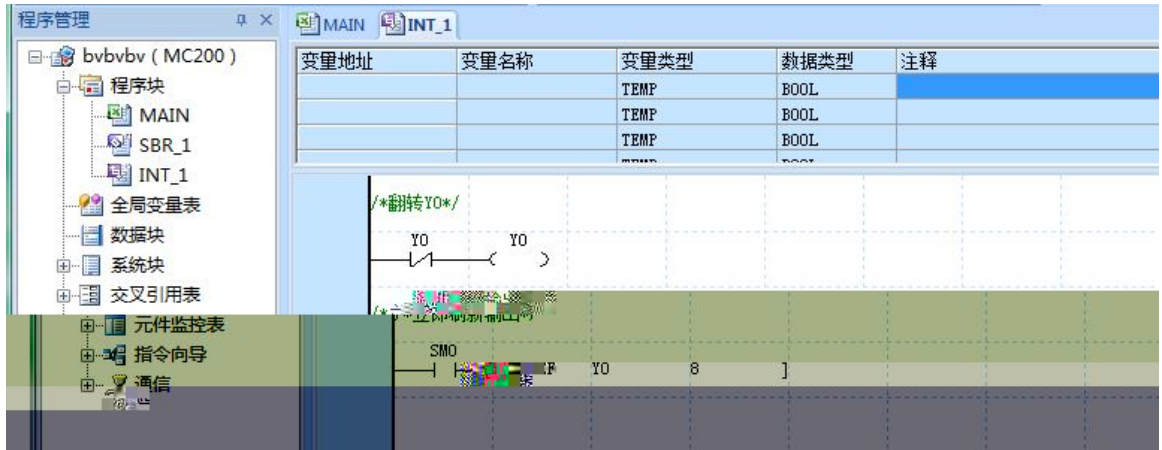 程序管理
bvbvbv ( MC200 )
程序块
MAIN
SBR_1
INT_1
全局变量表
数据块
系统块
交叉引用表
元件监控表
指令向导
通信
MAIN INT_1
变量地址 变量名称 变量类型 数据类型 注释
TEMP BOOL
TEMP BOOL
TEMP BOOL
TEMP BOOL
/*翻转Y0*/
Y0 Y0
SM0
Y0 8 ]